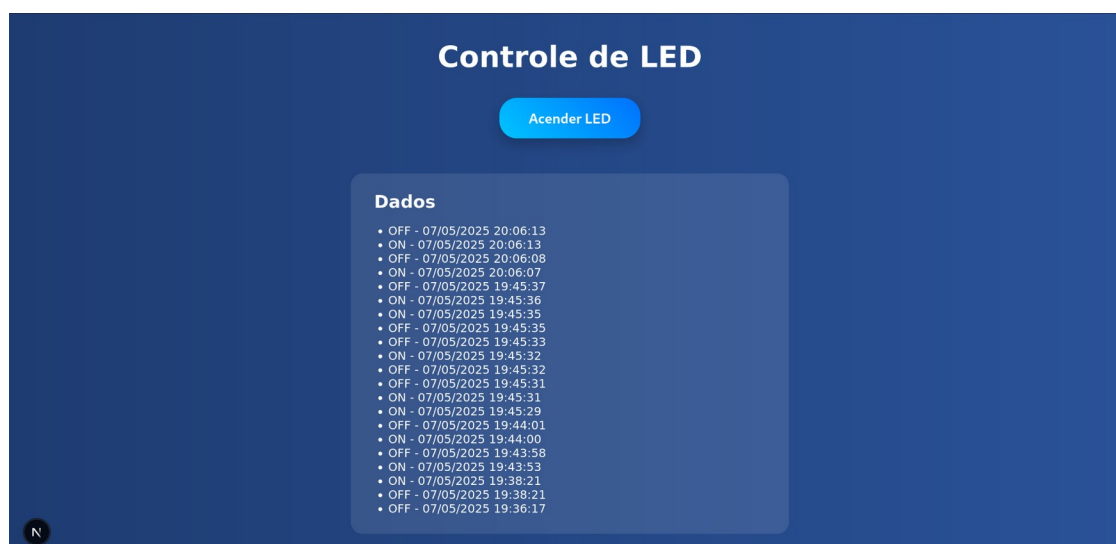 Controle de LED
Acender LED
Dados
• OFF - 07/05/2025 20:06:13
• ON - 07/05/2025 20:06:13
• OFF - 07/05/2025 20:06:08
• ON - 07/05/2025 20:06:07
• OFF - 07/05/2025 19:45:37
• ON - 07/05/2025 19:45:36
• ON - 07/05/2025 19:45:35
• OFF - 07/05/2025 19:45:35
• OFF - 07/05/2025 19:45:33
• ON - 07/05/2025 19:45:32
• OFF - 07/05/2025 19:45:32
• OFF - 07/05/2025 19:45:31
• ON - 07/05/2025 19:45:31
• ON - 07/05/2025 19:45:29
• OFF - 07/05/2025 19:44:01
• ON - 07/05/2025 19:44:00
• OFF - 07/05/2025 19:43:58
• ON - 07/05/2025 19:43:53
• ON - 07/05/2025 19:38:21
• OFF - 07/05/2025 19:38:21
• OFF - 07/05/2025 19:36:17
N